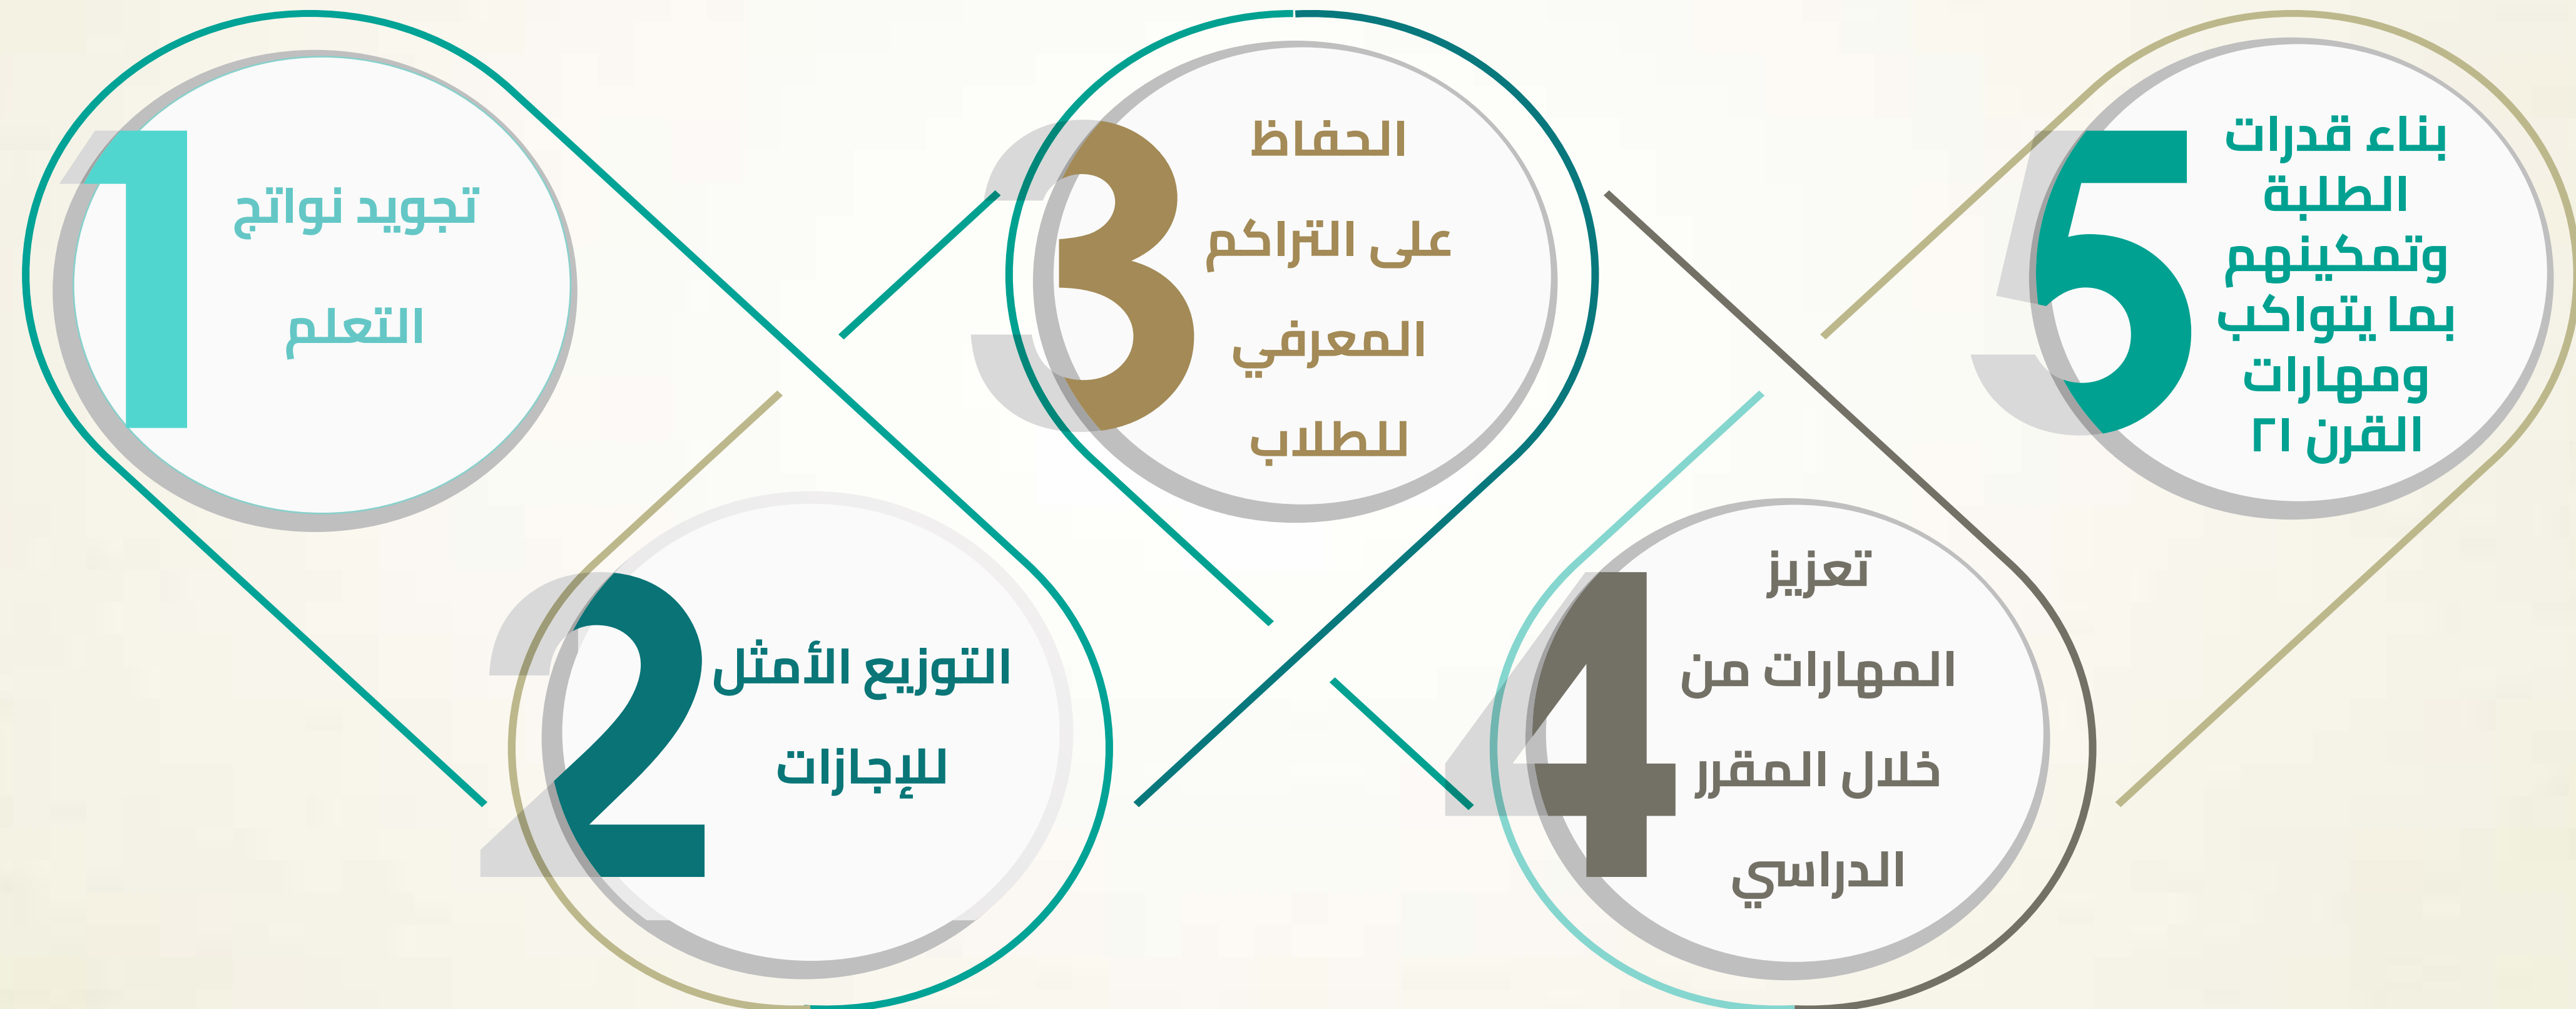 1
تجويد نواتج
التعلم
2
التوزيع الأمثل
للإجازات
3
الحفاظ
على التراكم
المعرفي
للطلاب
4
تعزيز
المهارات من
خلال المقرر
الدراسي
5
بناء قدرات
الطلبة
وتمكينهم
بما يتواكب
ومهارات
القرن ٢١